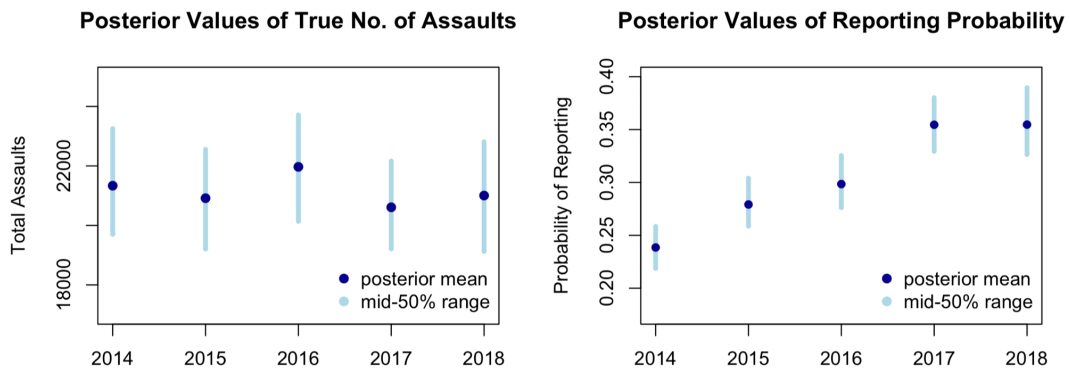 Posterior Values of True No. of Assaults
Total Assaults
22000
18000
posterior mean
mid-50% range
2014 2015 2016 2017 2018
Posterior Values of Reporting Probability
Probability of Reporting
0.40
0.35
0.30
0.25
0.20
posterior mean
mid-50% range
2014 2015 2016 2017 2018